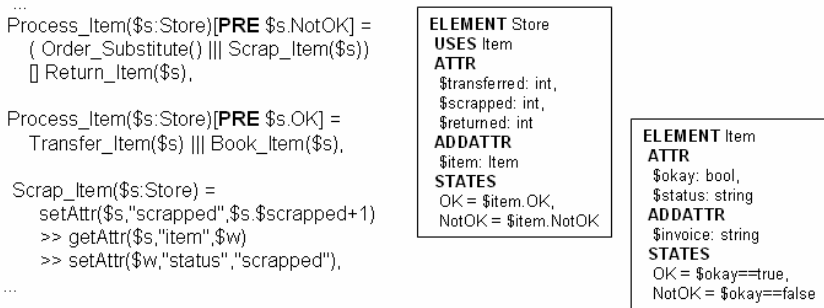 ...
Process_Item($s:Store)[PRE $s.NotOK] =
( Order_Substitute() ||| Scrap_Item($s))
[] Return_Item($s),
Process_Item($s:Store)[PRE $s.OK] =
Transfer_Item($s) ||| Book_Item($s),
Scrap_Item($s:Store) =
setAttr($s,"scrapped",$s.$scrapped+1)
>> getAttr($s,"item",$w)
>> setAttr($w,"status","scrapped"),
...
ELEMENT Store
USES Item
ATTR
$transferred: int,
$scrapped: int,
$returned: int
ADDATTR
$item: Item
STATES
OK = $item.OK,
NotOK = $item.NotOK
ELEMENT Item
ATTR
$okay: bool,
$status: string
ADDATTR
$invoice: string
STATES
OK = $okay==true,
NotOK = $okay==false